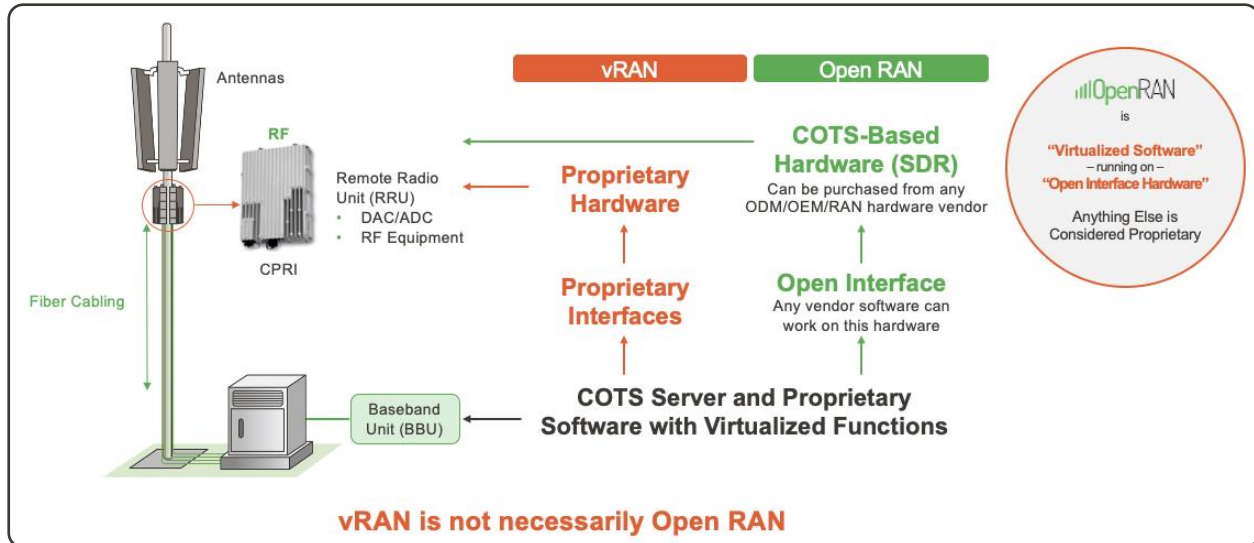 Antennas
RF
Remote Radio
Unit (RRU)
• DAC/ADC
• RF Equipment
CPRI
Fiber Cabling
Baseband
Unit (BBU)
vRAN
Open RAN
Proprietary
Hardware
Proprietary
Interfaces
COTS-Based
Hardware (SDR)
Can be purchased from any
ODM/OEM/RAN hardware vendor
Open Interface
Any vendor software can
work on this hardware
COTS Server and Proprietary
Software with Virtualized Functions
OpenRAN
is
“Virtualized Software”
– running on –
“Open Interface Hardware”
Anything Else is
Considered Proprietary
vRAN is not necessarily Open RAN